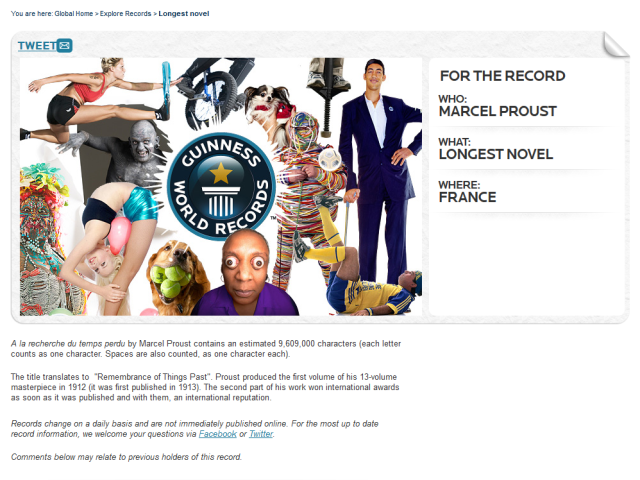 You are here: Global Home > Explore Records > Longest novel
TWEET
GUINNESS
WORLD RECORDS
TM
FOR THE RECORD
WHO:
MARCEL PROUST
WHAT:
LONGEST NOVEL
WHERE:
FRANCE
A la recherche du temps perdu by Marcel Proust contains an estimated 9,609,000 characters (each letter
counts as one character. Spaces are also counted, as one character each).
The title translates to "Remembrance of Things Past". Proust produced the first volume of his 13-volume
masterpiece in 1912 (it was first published in 1913). The second part of his work won international awards
as soon as it was published and with them, an international reputation.
Records change on a daily basis and are not immediately published online. For the most up to date
record information, we welcome your questions via Facebook or Twitter.
Comments below may relate to previous holders of this record.